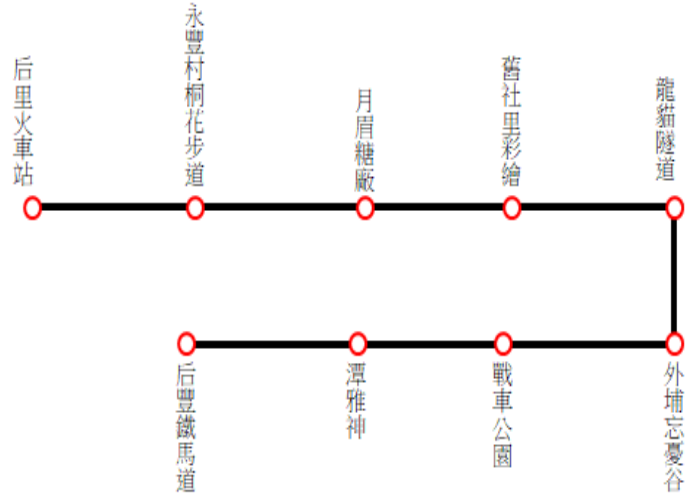 后里火車站
永豐村桐花步道
月眉糖廠
舊社里彩繪
龍貓隧道
外埔忘憂谷
戰車公園
潭雅神
后豐鐵馬道